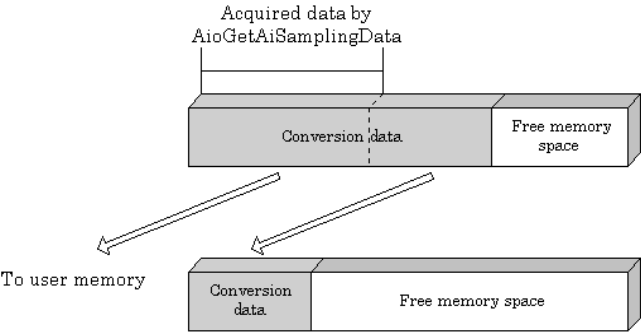 Acquired data by
AioGetAiSamplingData
Conversion data
Free memory
space
To user memory
Conversion
data
Free memory space